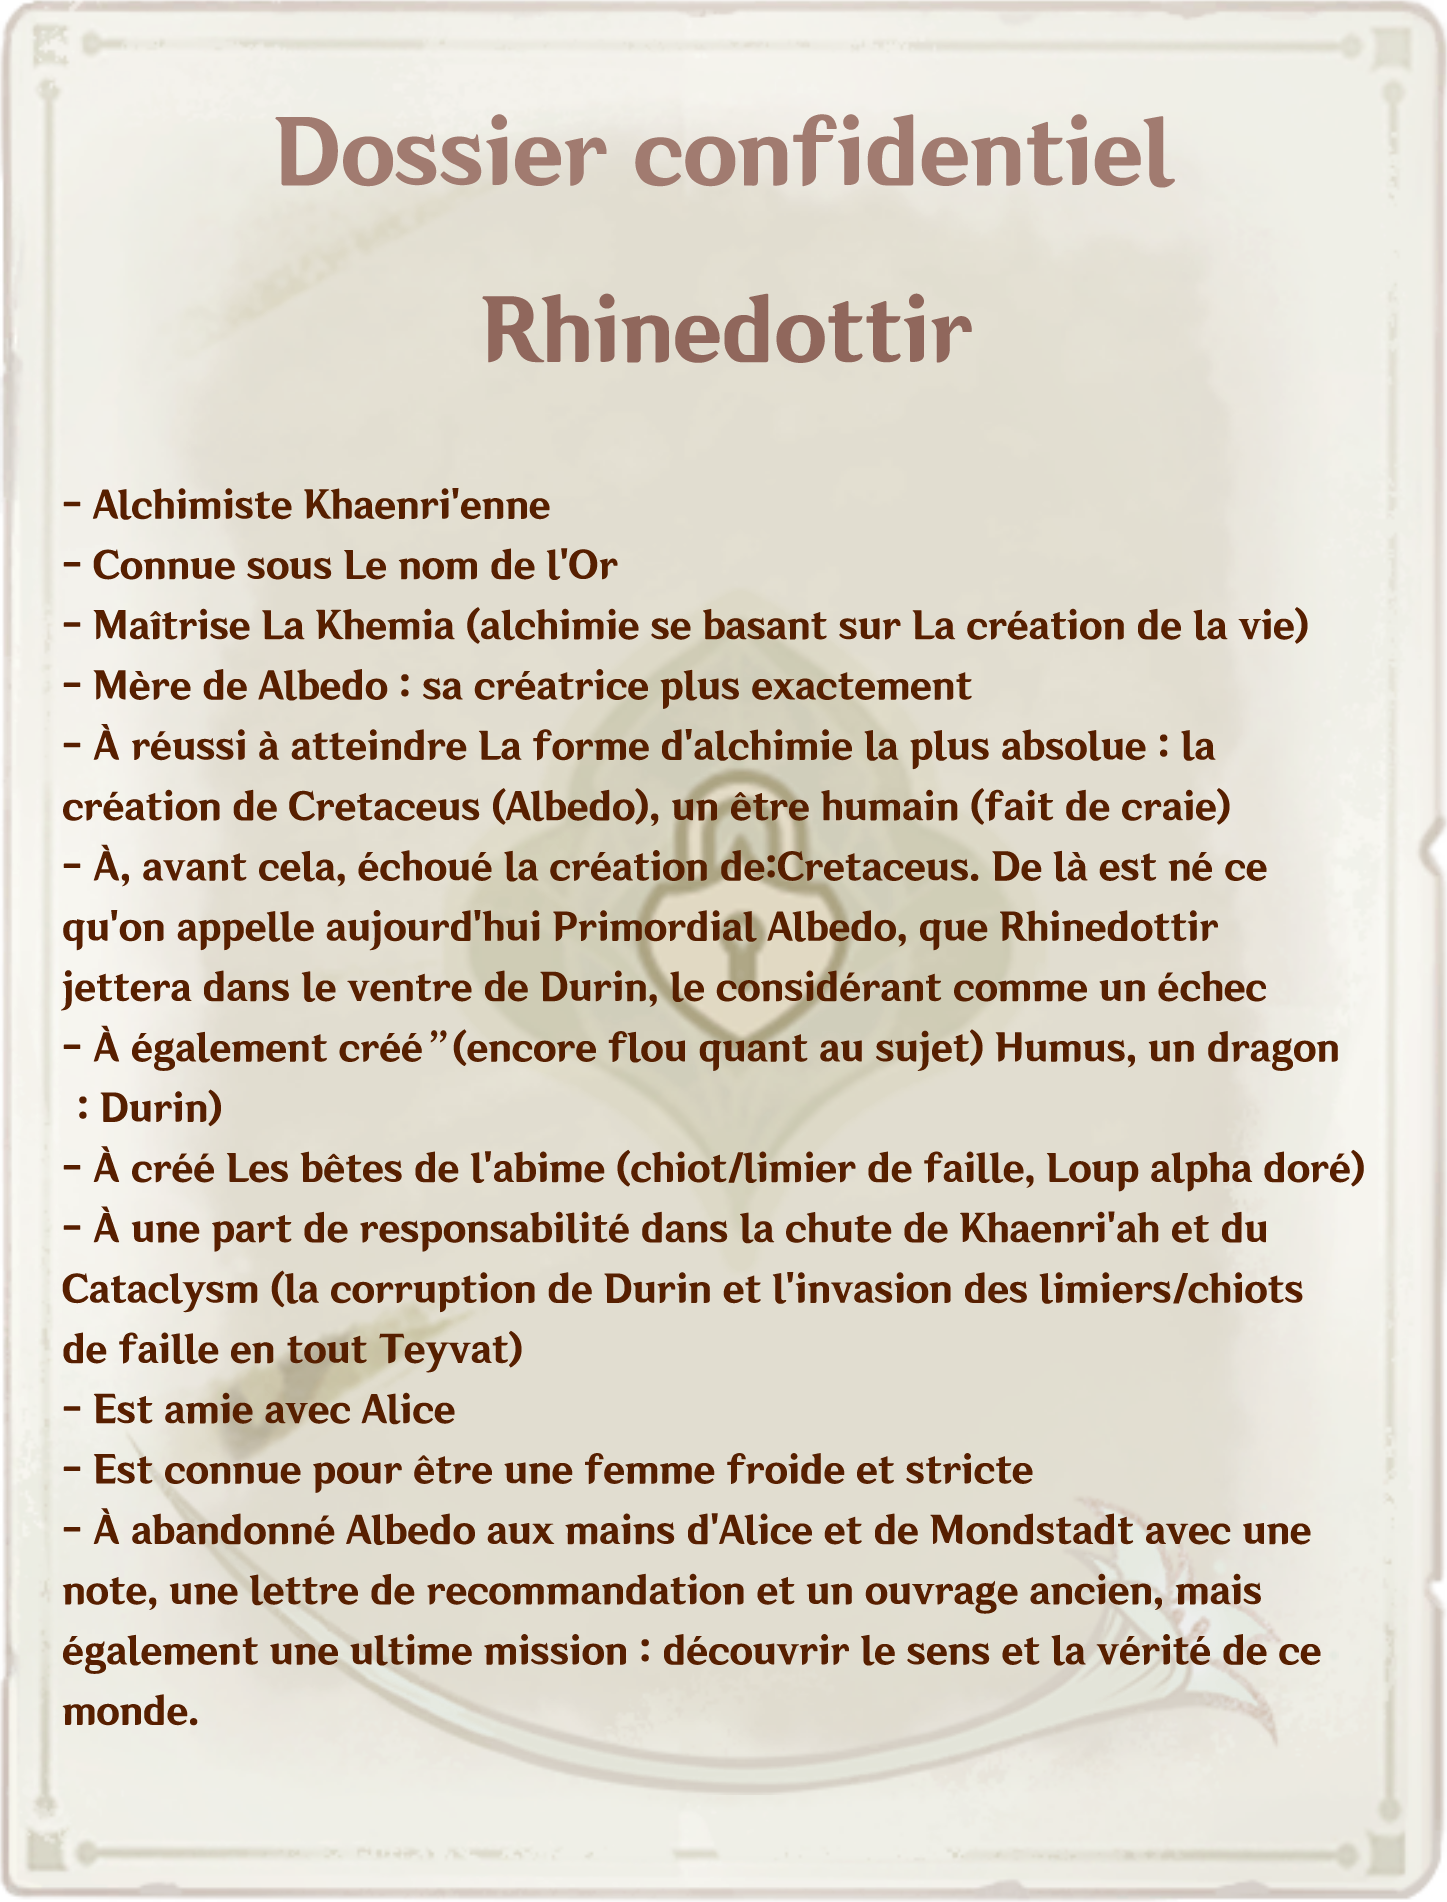 Dossier confidentiel
Rhinedottir
- Alchimiste Khaenri'enne
- Connue sous Le nom de l'Or
- Maîtrise La Khemia (alchimie se basant sur La création de la vie)
- Mère de Albedo : sa créatrice plus exactement
- À réussi à atteindre La forme d'alchimie la plus absolue : la
création de Cretaceus (Albedo), un être humain (fait de craie)
- À, avant cela, échoué la création de:Cretaceus. De là est né ce
qu'on appelle aujourd'hui Primordial Albedo, que Rhinedottir
jettera dans le ventre de Durin, le considérant comme un échec
- À également créé ”(encore flou quant au sujet) Humus, un dragon
: Durin)
- À créé Les bêtes de l'abime (chiot/limier de faille, Loup alpha doré)
- À une part de responsabilité dans la chute de Khaenri'ah et du
Cataclysm (la corruption de Durin et l'invasion des limiers/chiots
de faille en tout Teyvat)
- Est amie avec Alice
- Est connue pour être une femme froide et stricte
- À abandonné Albedo aux mains d'Alice et de Mondstadt avec une
note, une lettre de recommandation et un ouvrage ancien, mais
également une ultime mission : découvrir le sens et la vérité de ce
monde.